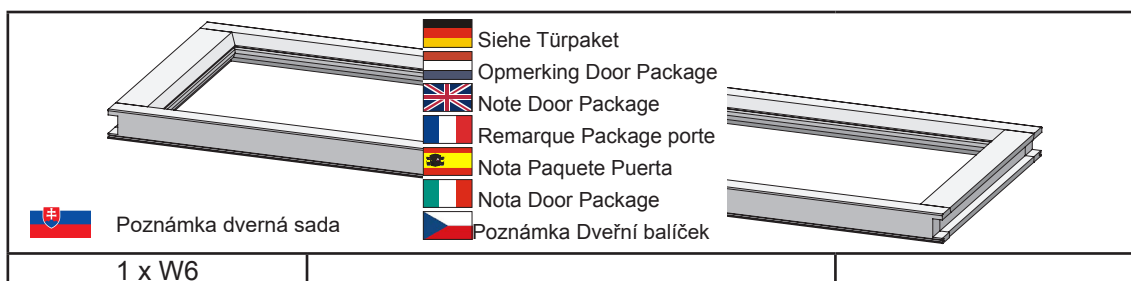 Siehe Türpaket
Opmerking Door Package
Note Door Package
Remarque Package porte
Nota Paquete Puerta
Nota Door Package
Poznámka dverná sada
Poznámka Dveřní balíček
1 x W6